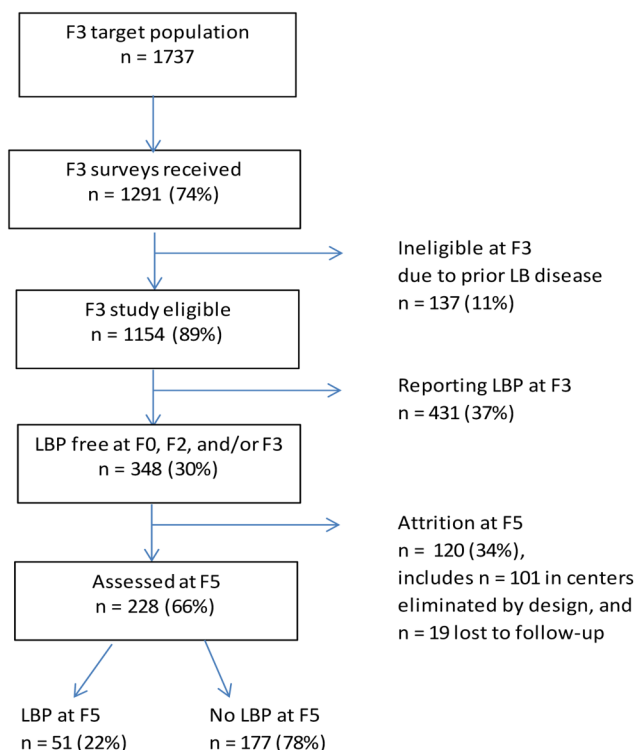 F3 target population
n = 1737
F3 surveys received
n = 1291 (74%)
Ineligible at F3
due to prior LB disease
n = 137 (11%)
F3 study eligible
n = 1154 (89%)
Reporting LBP at F3
n = 431 (37%)
LBP free at F0, F2, and/or F3
n = 348 (30%)
Attrition at F5
n = 120 (34%),
includes n = 101 in centers
eliminated by design, and
n = 19 lost to follow-up
Assessed at F5
n = 228 (66%)
LBP at F5
n = 51 (22%)
No LBP at F5
n = 177 (78%)